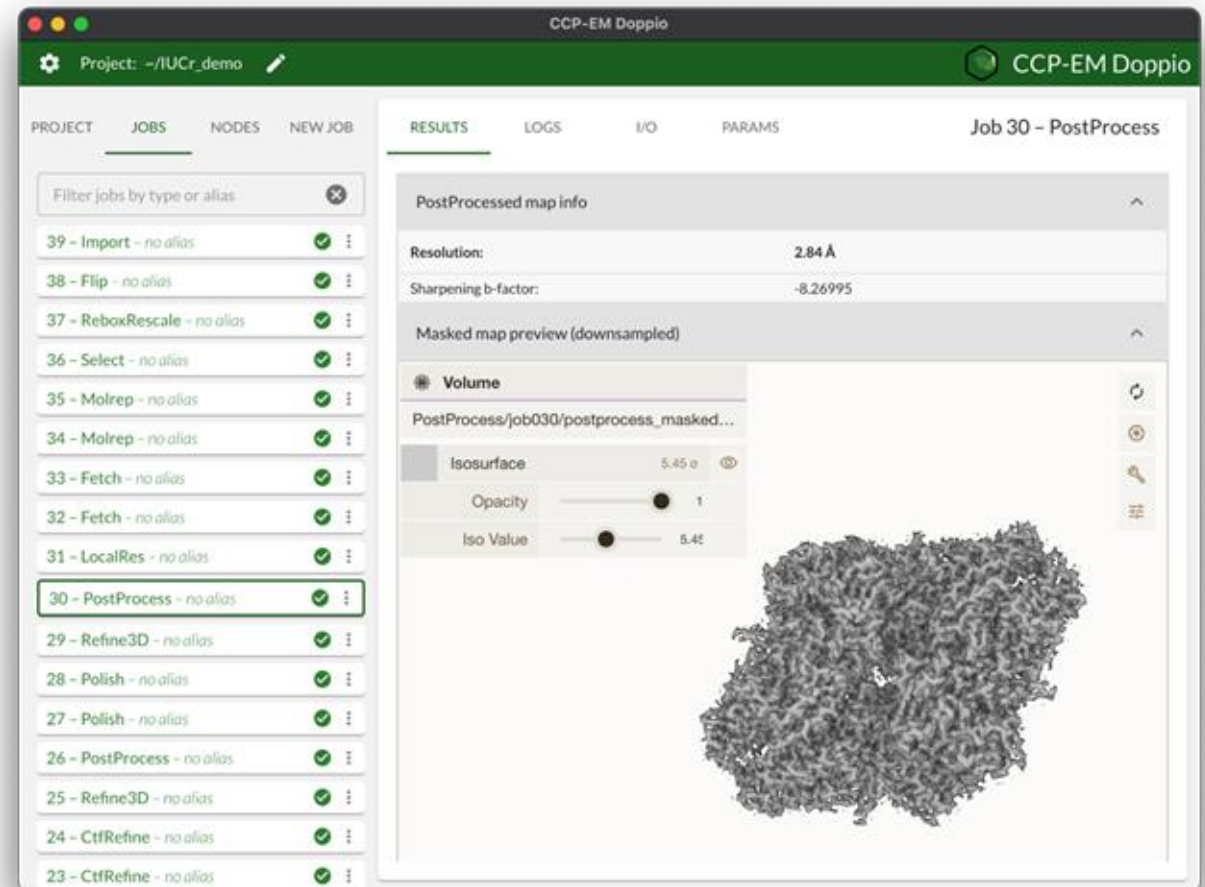 CCP-EM Doppio
Project: ~/IUCr_demo
CCP-EM Doppio
PROJECT JOBS NODES NEW JOB
Filter jobs by type or alias
39 – Import – no alias
38 – Flip – no alias
37 – ReboxRescale – no alias
36 – Select – no alias
35 – Molrep – no alias
34 – Molrep – no alias
33 – Fetch – no alias
32 – Fetch – no alias
31 – LocalRes – no alias
30 – PostProcess – no alias
29 – Refine3D – no alias
28 – Polish – no alias
27 – Polish – no alias
26 – PostProcess – no alias
25 – Refine3D – no alias
24 – CtfRefine – no alias
23 – CtfRefine – no alias
RESULTS LOGS I/O PARAMS
Job 30 – PostProcess
PostProcessed map info
Resolution: 2.84 Å
Sharpening b-factor: -8.26995
Masked map preview (downsampled)
Volume
PostProcess/job030/postprocess_masked...
Isosurface 5.45 σ
Opacity 1
Iso Value 5.45